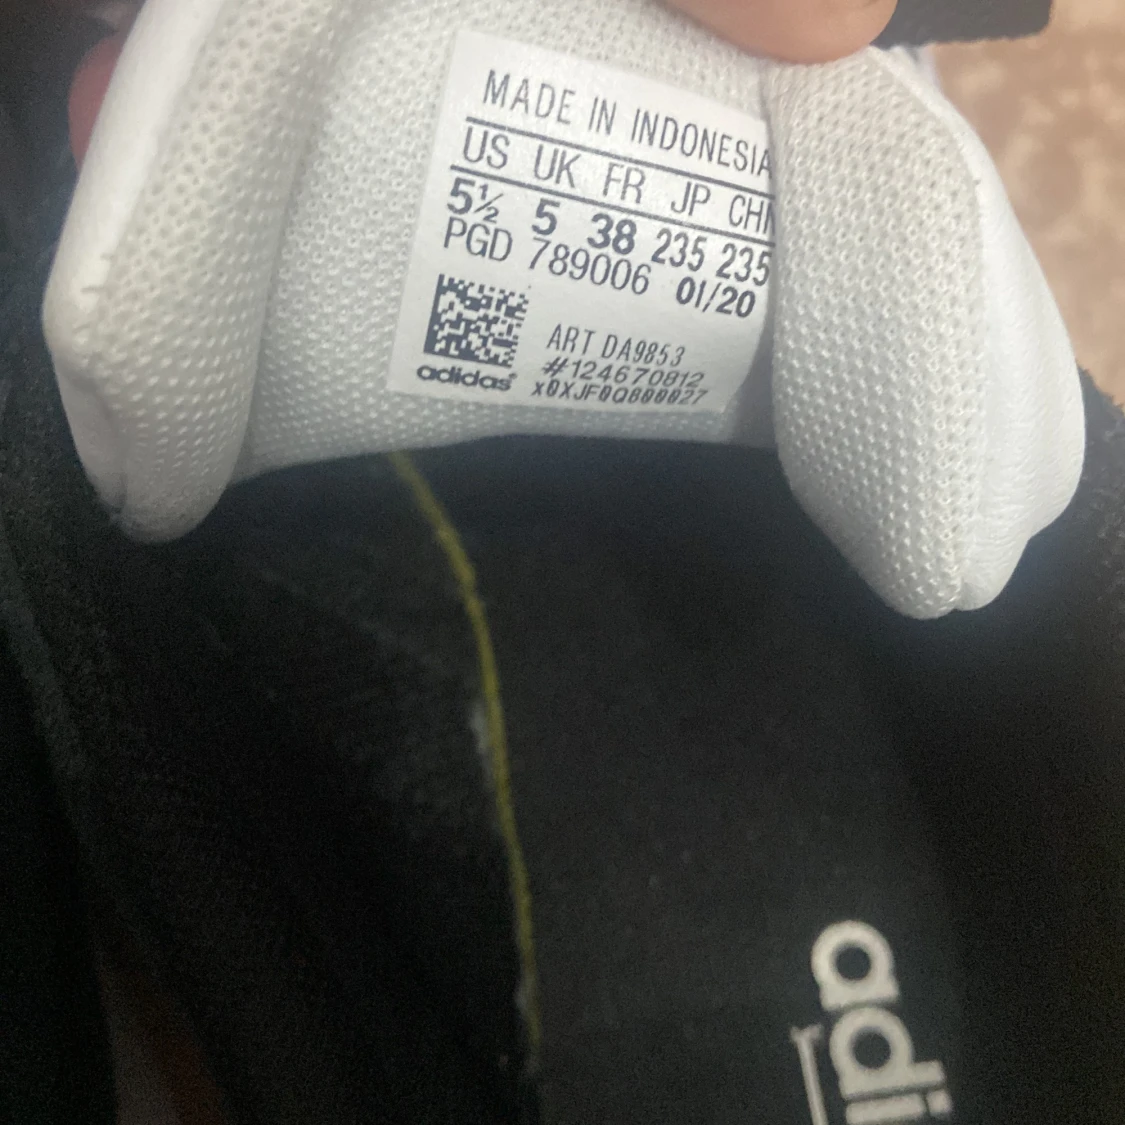 MADE IN INDONESIA
US UK FR JP CHN
5½ 5 38 235 235
PGD 789006 01/20
ART DA9853
#124670812
adidas
adi